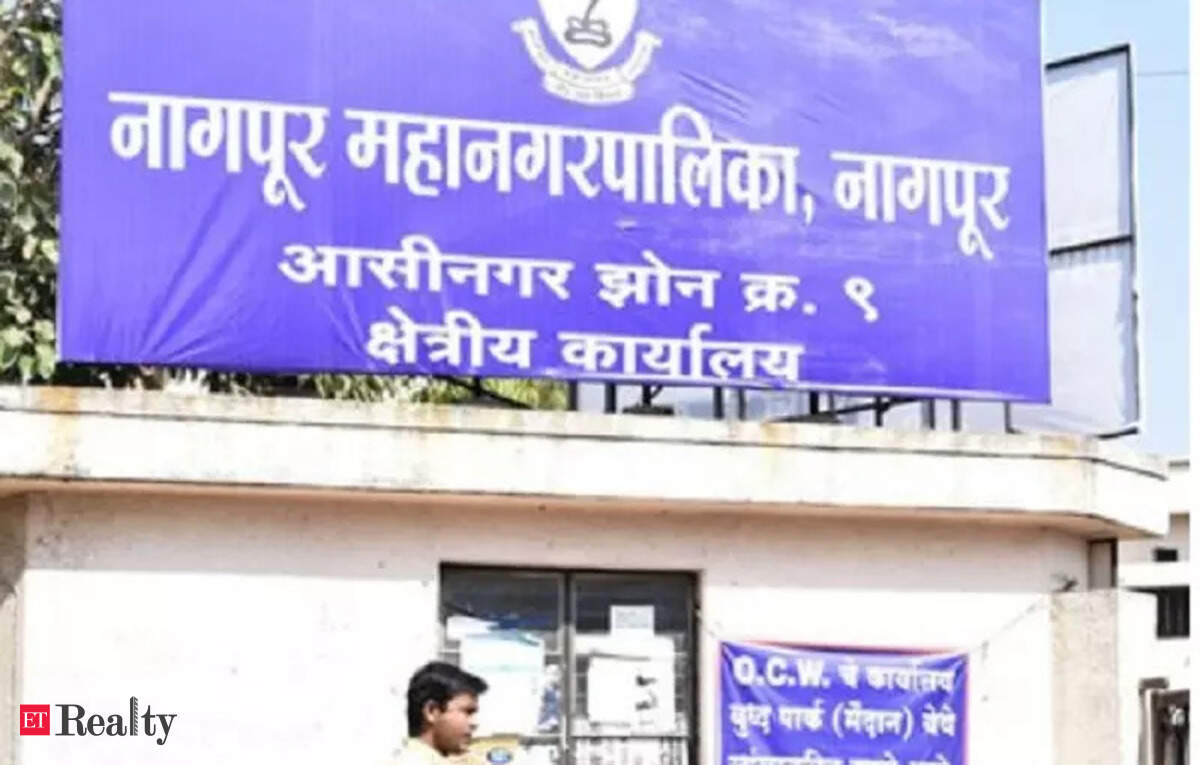 नागपूर महानगरपालिका, नागपूर
आसीनगर झोन क्र. ९
क्षेत्रीय कार्यालय
O.C.W. चे कार्यालय
बुध्द पार्क (मैदान) येथे
ET Realty